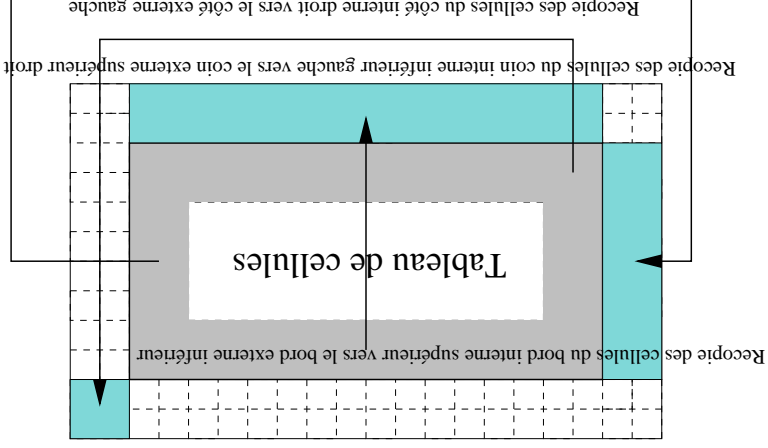 Recopie des cellules du bord interne supérieur vers le bord externe inférieur
Tableau de cellules
Recopie des cellules du coin interne inférieur gauche vers le coin externe supérieur droit
Recopie des cellules du côté interne droit vers le côté externe gauche